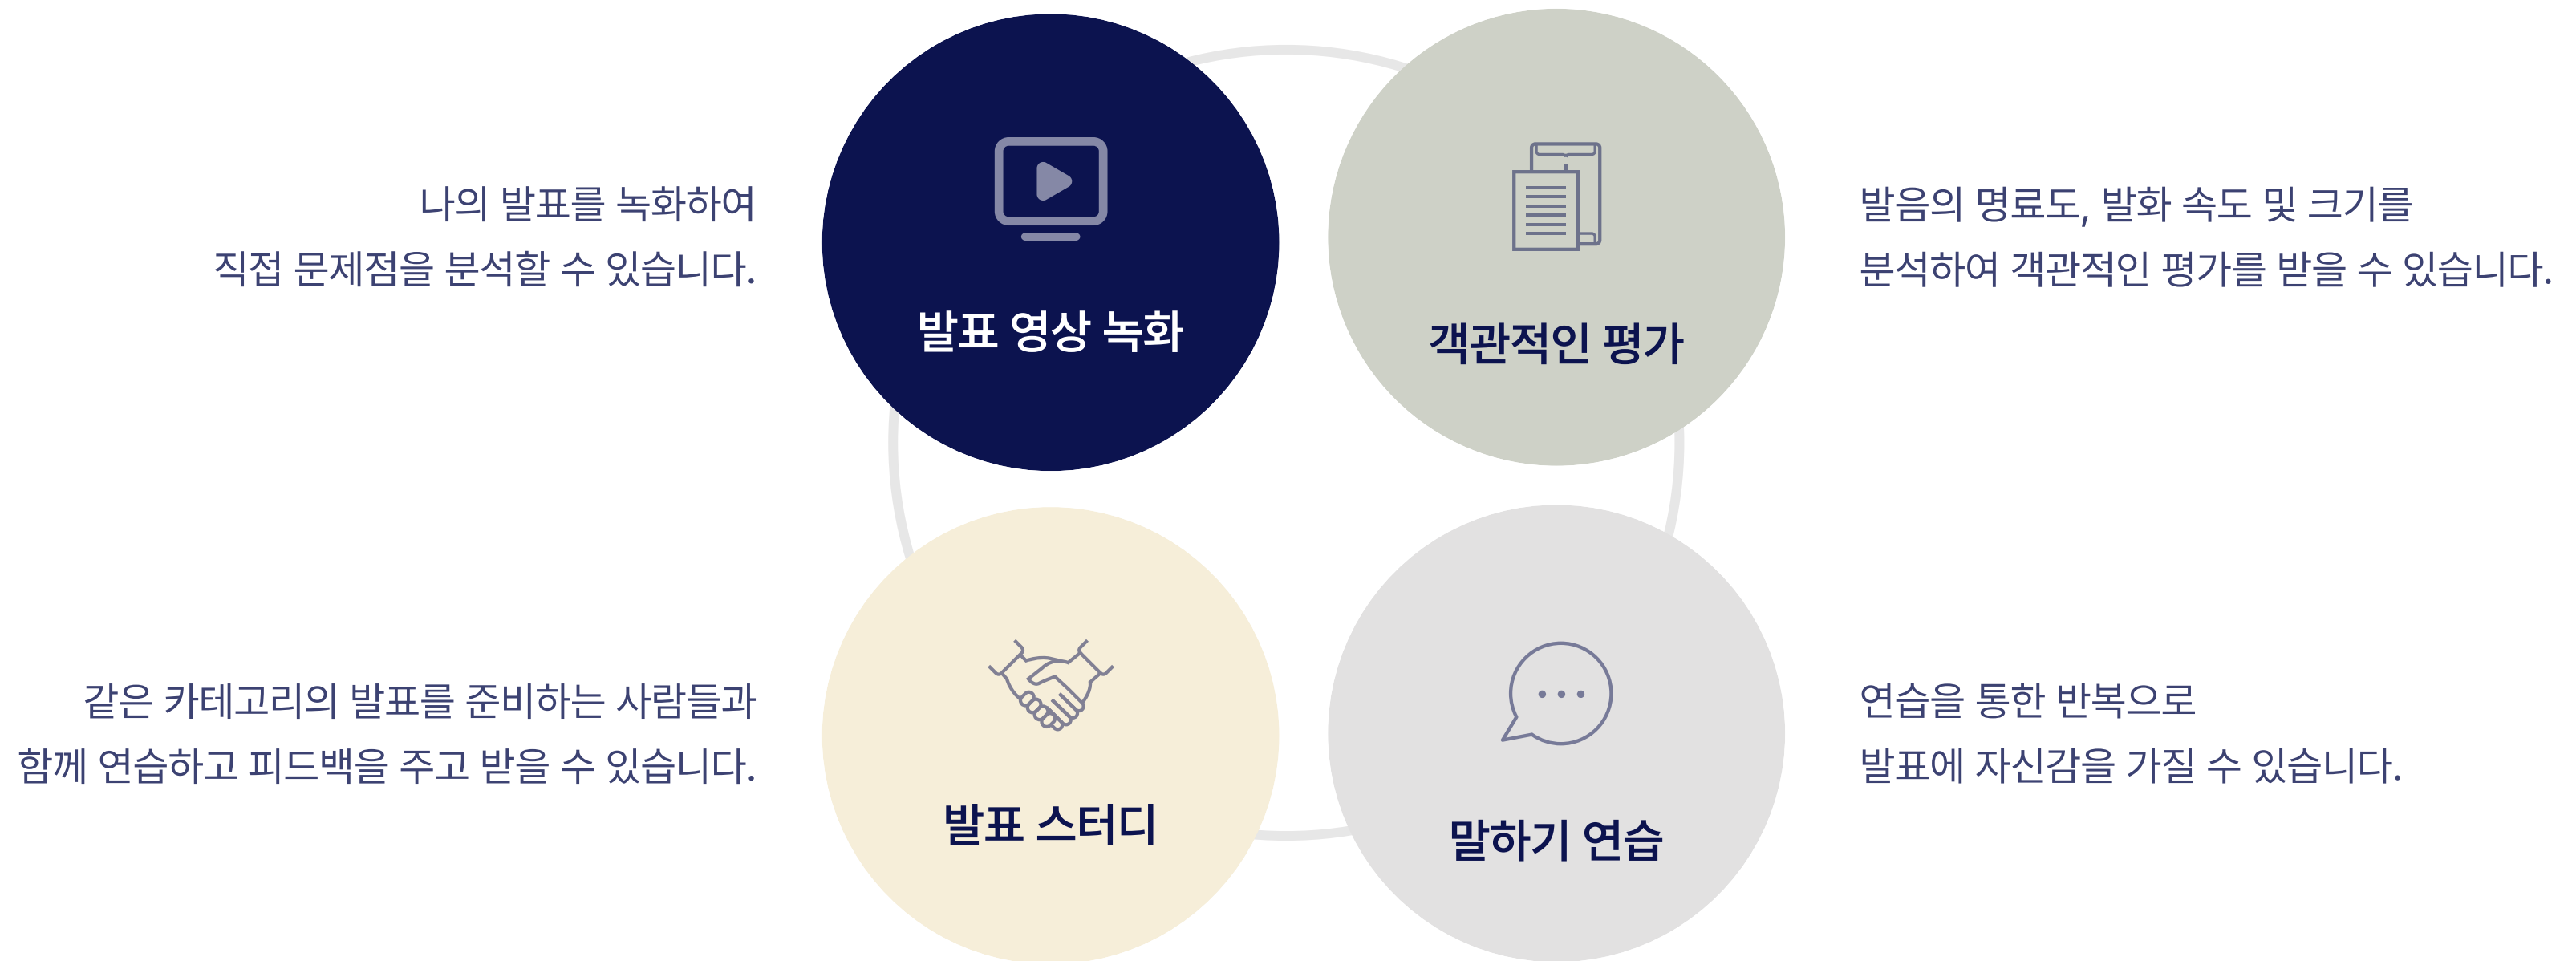 나의 발표를 녹화하여
직접 문제점을 분석할 수 있습니다.
발표 영상 녹화
객관적인 평가
발음의 명료도, 발화 속도 및 크기를
분석하여 객관적인 평가를 받을 수 있습니다.
같은 카테고리의 발표를 준비하는 사람들과
함께 연습하고 피드백을 주고 받을 수 있습니다.
발표 스터디
말하기 연습
연습을 통한 반복으로
발표에 자신감을 가질 수 있습니다.